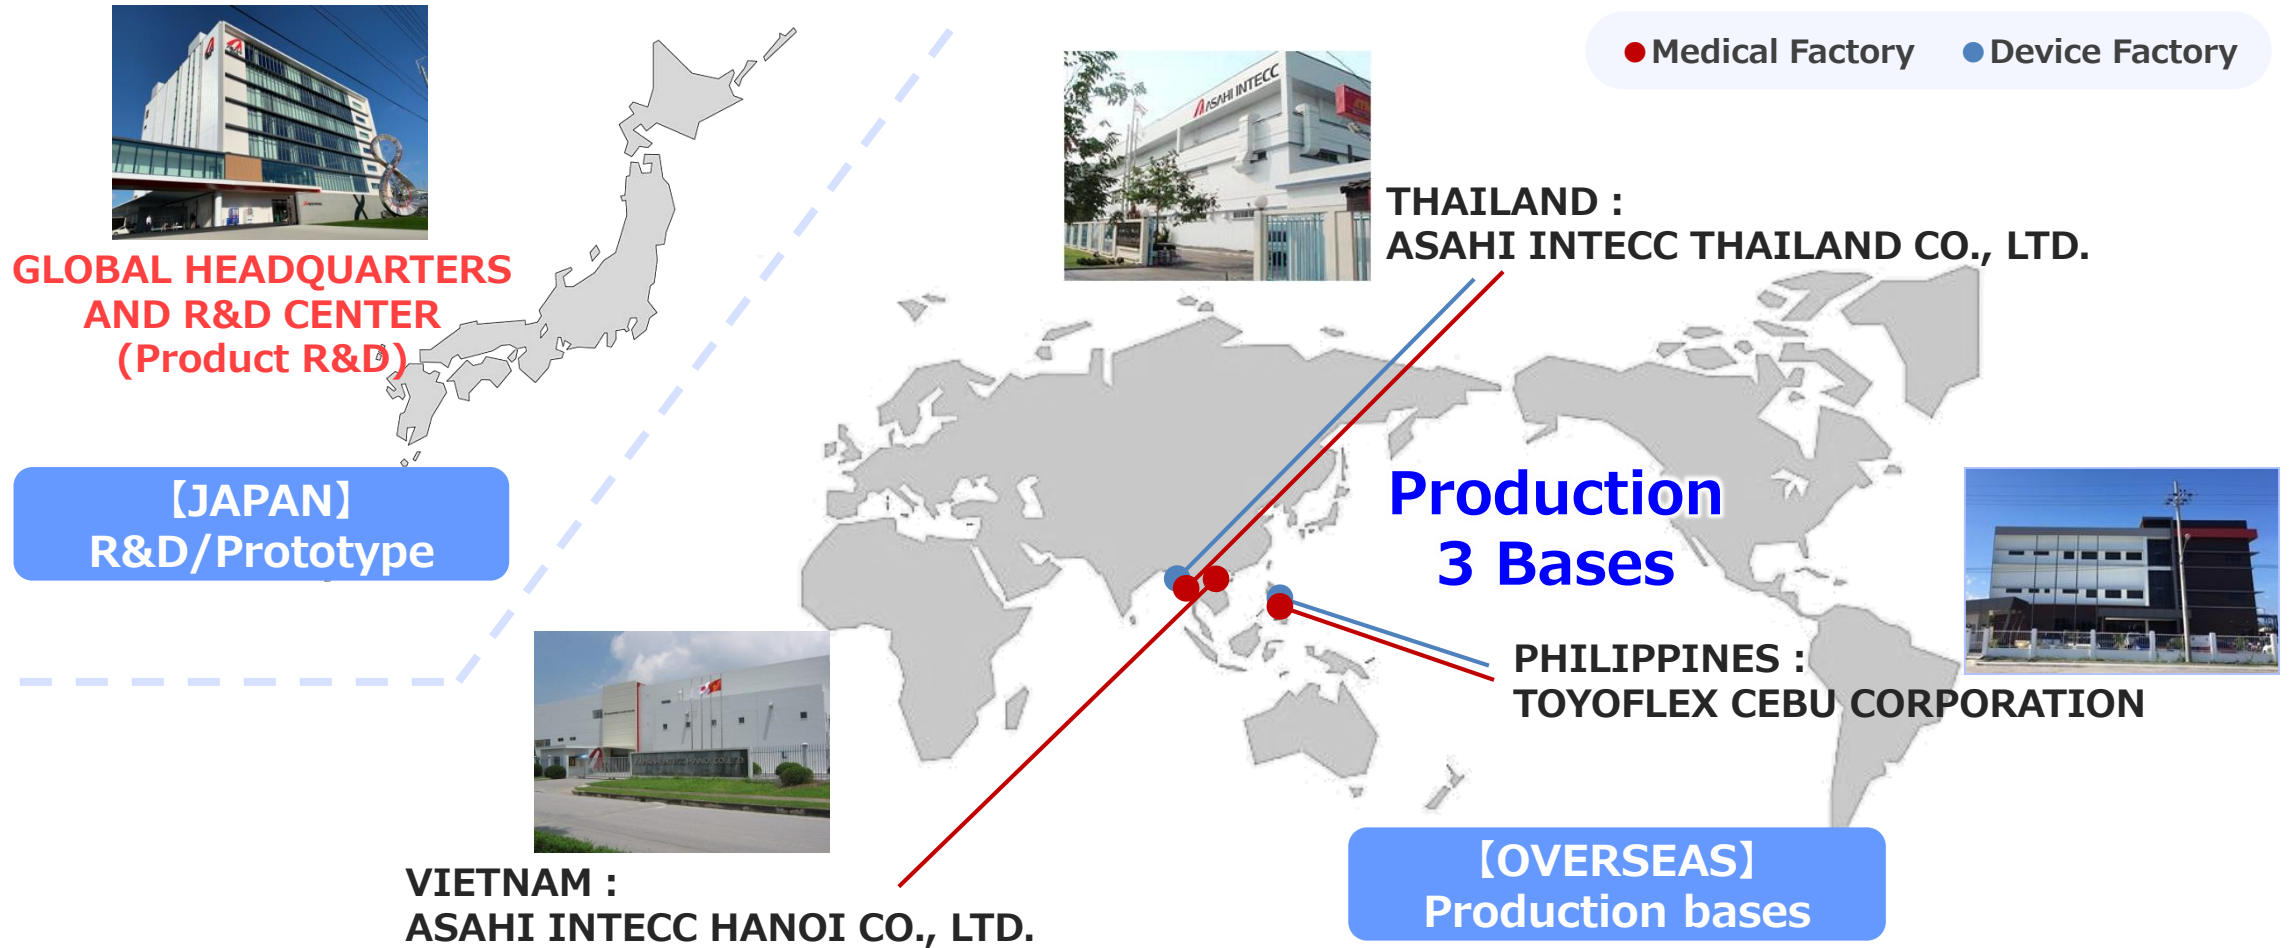 Medical Factory
Device Factory
GLOBAL HEADQUARTERS
AND R&D CENTER
(Product R&D)
【JAPAN】
R&D/Prototype
ASAHI INTECC
THAILAND :
ASAHI INTECC THAILAND CO., LTD.
Production
3 Bases
PHILIPPINES :
TOYOFLEX CEBU CORPORATION
VIETNAM :
ASAHI INTECC HANOI CO., LTD.
【OVERSEAS】
Production bases